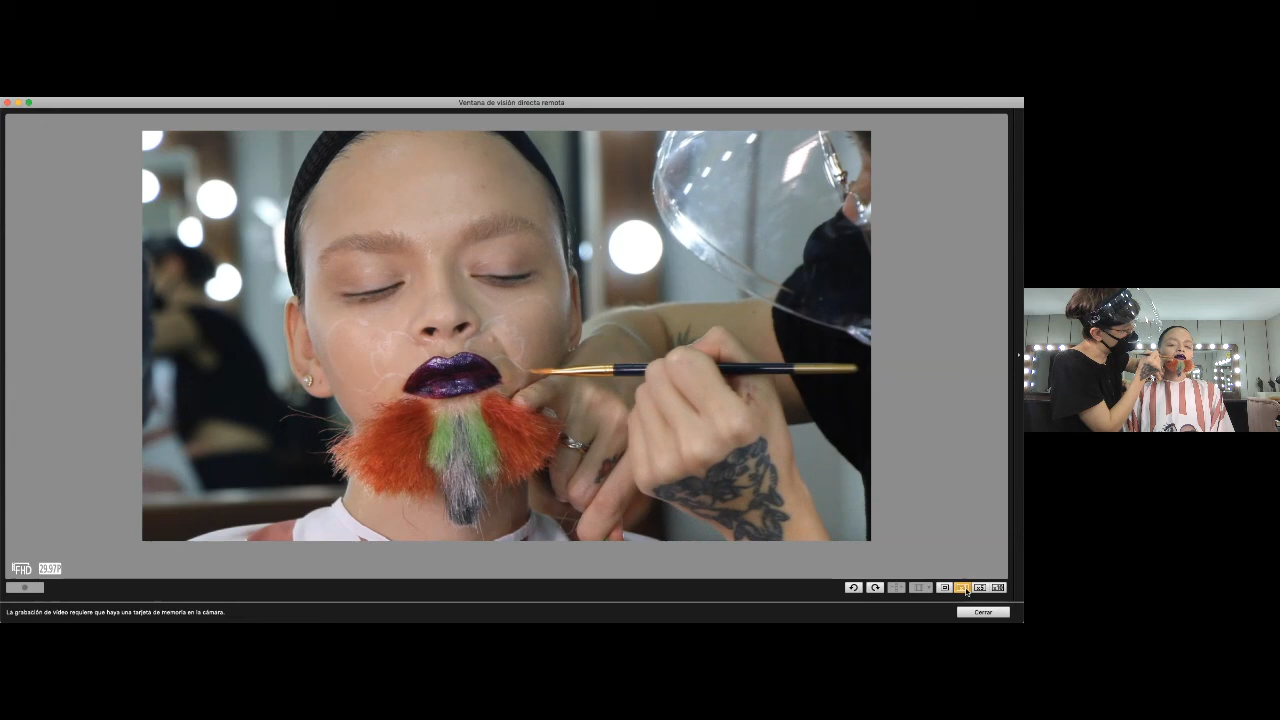 Ventana de visión directa remota
FHD 29.97P
La grabación de vídeo requiere que haya una tarjeta de memoria en la cámara.
Cerrar